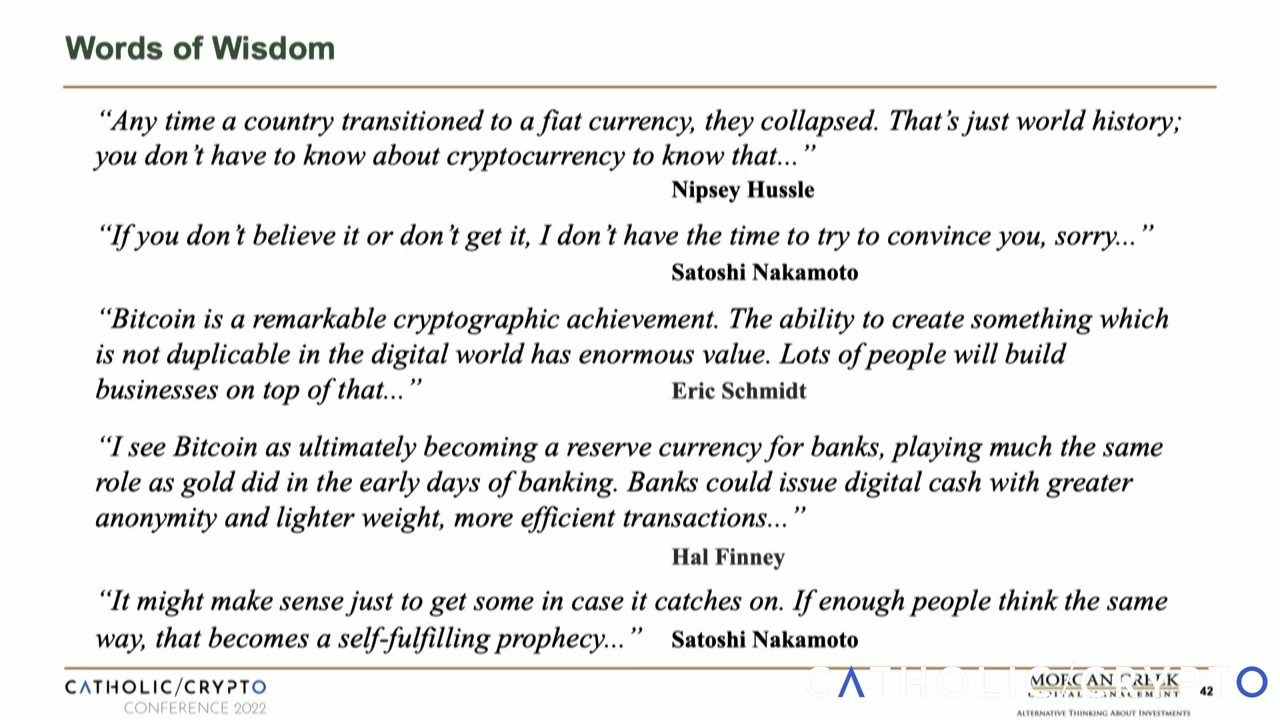 Words of Wisdom
“Any time a country transitioned to a fiat currency, they collapsed. That’s just world history;
you don’t have to know about cryptocurrency to know that...”
Nipsey Hussle
“If you don’t believe it or don’t get it, I don’t have the time to try to convince you, sorry...”
Satoshi Nakamoto
“Bitcoin is a remarkable cryptographic achievement. The ability to create something which
is not duplicable in the digital world has enormous value. Lots of people will build
businesses on top of that...” Eric Schmidt
“I see Bitcoin as ultimately becoming a reserve currency for banks, playing much the same
role as gold did in the early days of banking. Banks could issue digital cash with greater
anonymity and lighter weight, more efficient transactions...”
Hal Finney
“It might make sense just to get some in case it catches on. If enough people think the same
way, that becomes a self-fulfilling prophecy...” Satoshi Nakamoto
CATHOLIC/CRYPTO
CONFERENCE 2022
CATHOLIC/CRYPTO
MORGAN CREEK
CAPITAL MANAGEMENT
ALTERNATIVE THINKING ABOUT INVESTMENTS
42